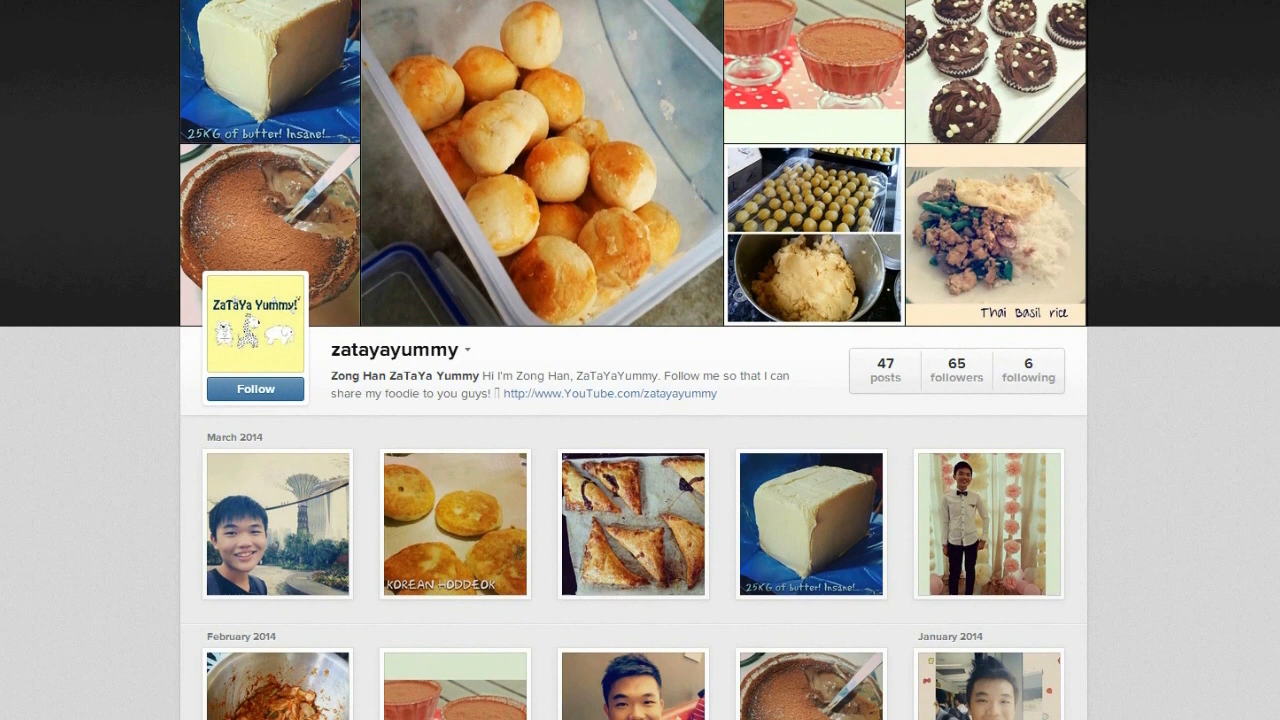 25KG of butter! Insane!..
Thai Basil rice
ZaTaYa Yummy!
Follow
zatayayummy
Zong Han ZaTaYa Yummy Hi I'm Zong Han, ZaTaYaYummy. Follow me so that I can
share my foodie to you guys! http://www.YouTube.com/zatayayummy
47
posts
65
followers
6
following
March 2014
KOREAN HODDEOK
25KG of butter! Insane!..
February 2014
January 2014